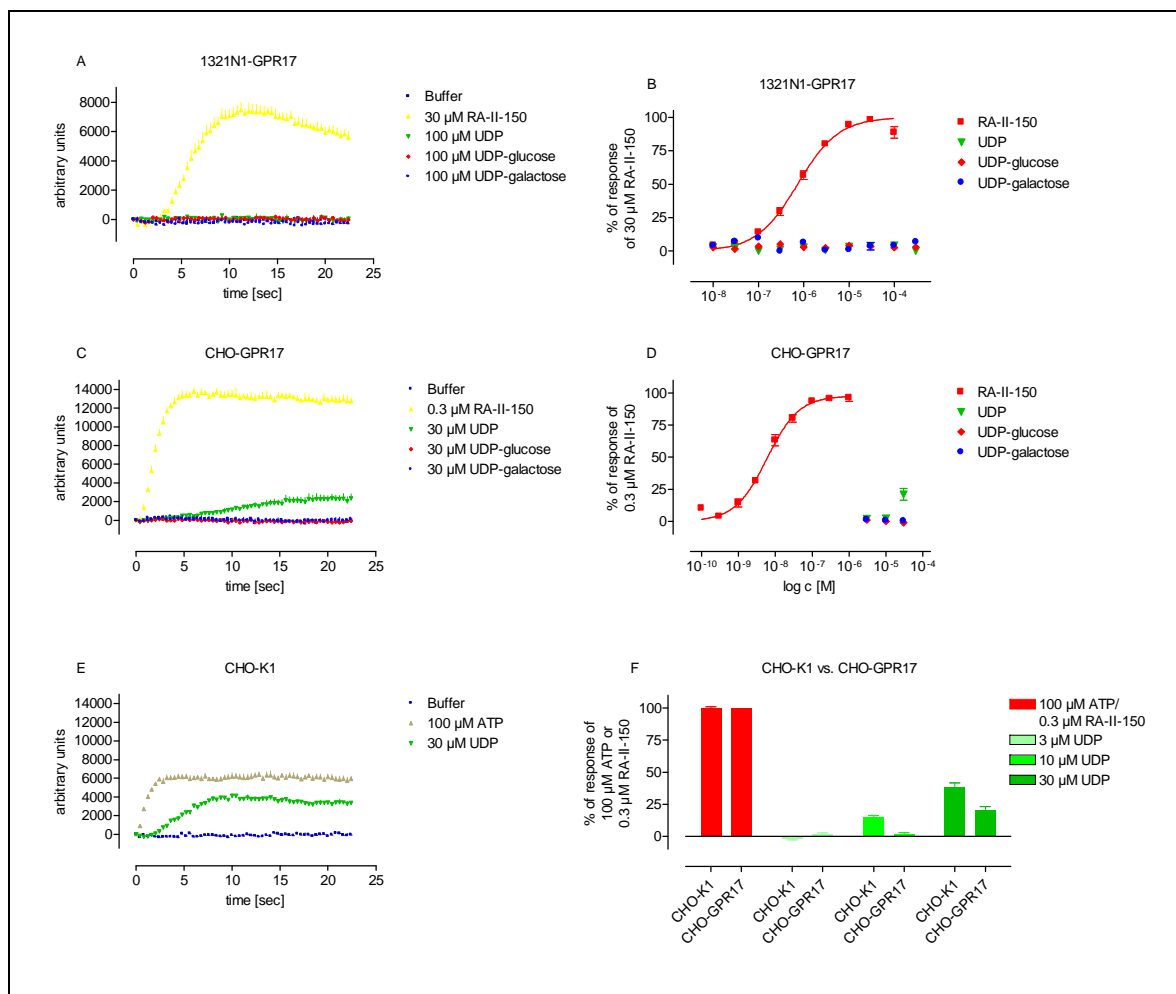 A
1321N1-GPR17
arbitrary units
8000
6000
4000
2000
0
0 5 10 15 20 25
time [sec]
Buffer
30 µM RA-II-150
100 µM UDP
100 µM UDP-glucose
100 µM UDP-galactose
B
1321N1-GPR17
% of response
of 30 µM RA-II-150
100
75
50
25
0
10-8 10-7 10-6 10-5 10-4
RA-II-150
UDP
UDP-glucose
UDP-galactose
C
CHO-GPR17
arbitrary units
14000
12000
10000
8000
6000
4000
2000
0
0 5 10 15 20 25
time [sec]
Buffer
0.3 µM RA-II-150
30 µM UDP
30 µM UDP-glucose
30 µM UDP-galactose
D
CHO-GPR17
% of response of
0.3 µM RA-II-150
100
75
50
25
0
10-10 10-9 10-8 10-7 10-6 10-5 10-4
log c [M]
RA-II-150
UDP
UDP-glucose
UDP-galactose
E
CHO-K1
arbitrary units
14000
12000
10000
8000
6000
4000
2000
0
0 5 10 15 20 25
time [sec]
Buffer
100 µM ATP
30 µM UDP
F
CHO-K1 vs. CHO-GPR17
% of response of
100 µM ATP or
0.3 µM RA-II-150
100
75
50
25
0
CHO-K1
CHO-GPR17
CHO-K1
CHO-GPR17
CHO-K1
CHO-GPR17
CHO-K1
CHO-GPR17
100 µM ATP/
0.3 µM RA-II-150
3 µM UDP
10 µM UDP
30 µM UDP